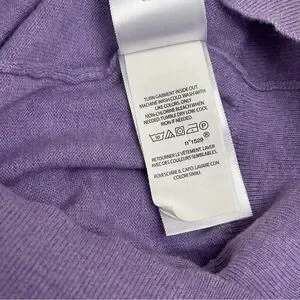 TURN GARMENT INSIDE OUT
MACHINE WASH COLD. WASH WITH
LIKE COLORS. ONLY
NON-CHLORINE BLEACH WHEN
NEEDED. TUMBLE DRY LOW. COOL
IRON IF NEEDED
n°1529®
RETOURNER LE VÊTEMENT. LAVER
AVEC DES COULEURS SEMBLABLES.
ROVESCIARE IL CAPO. LAVARE CON
COLORI SIMILI.